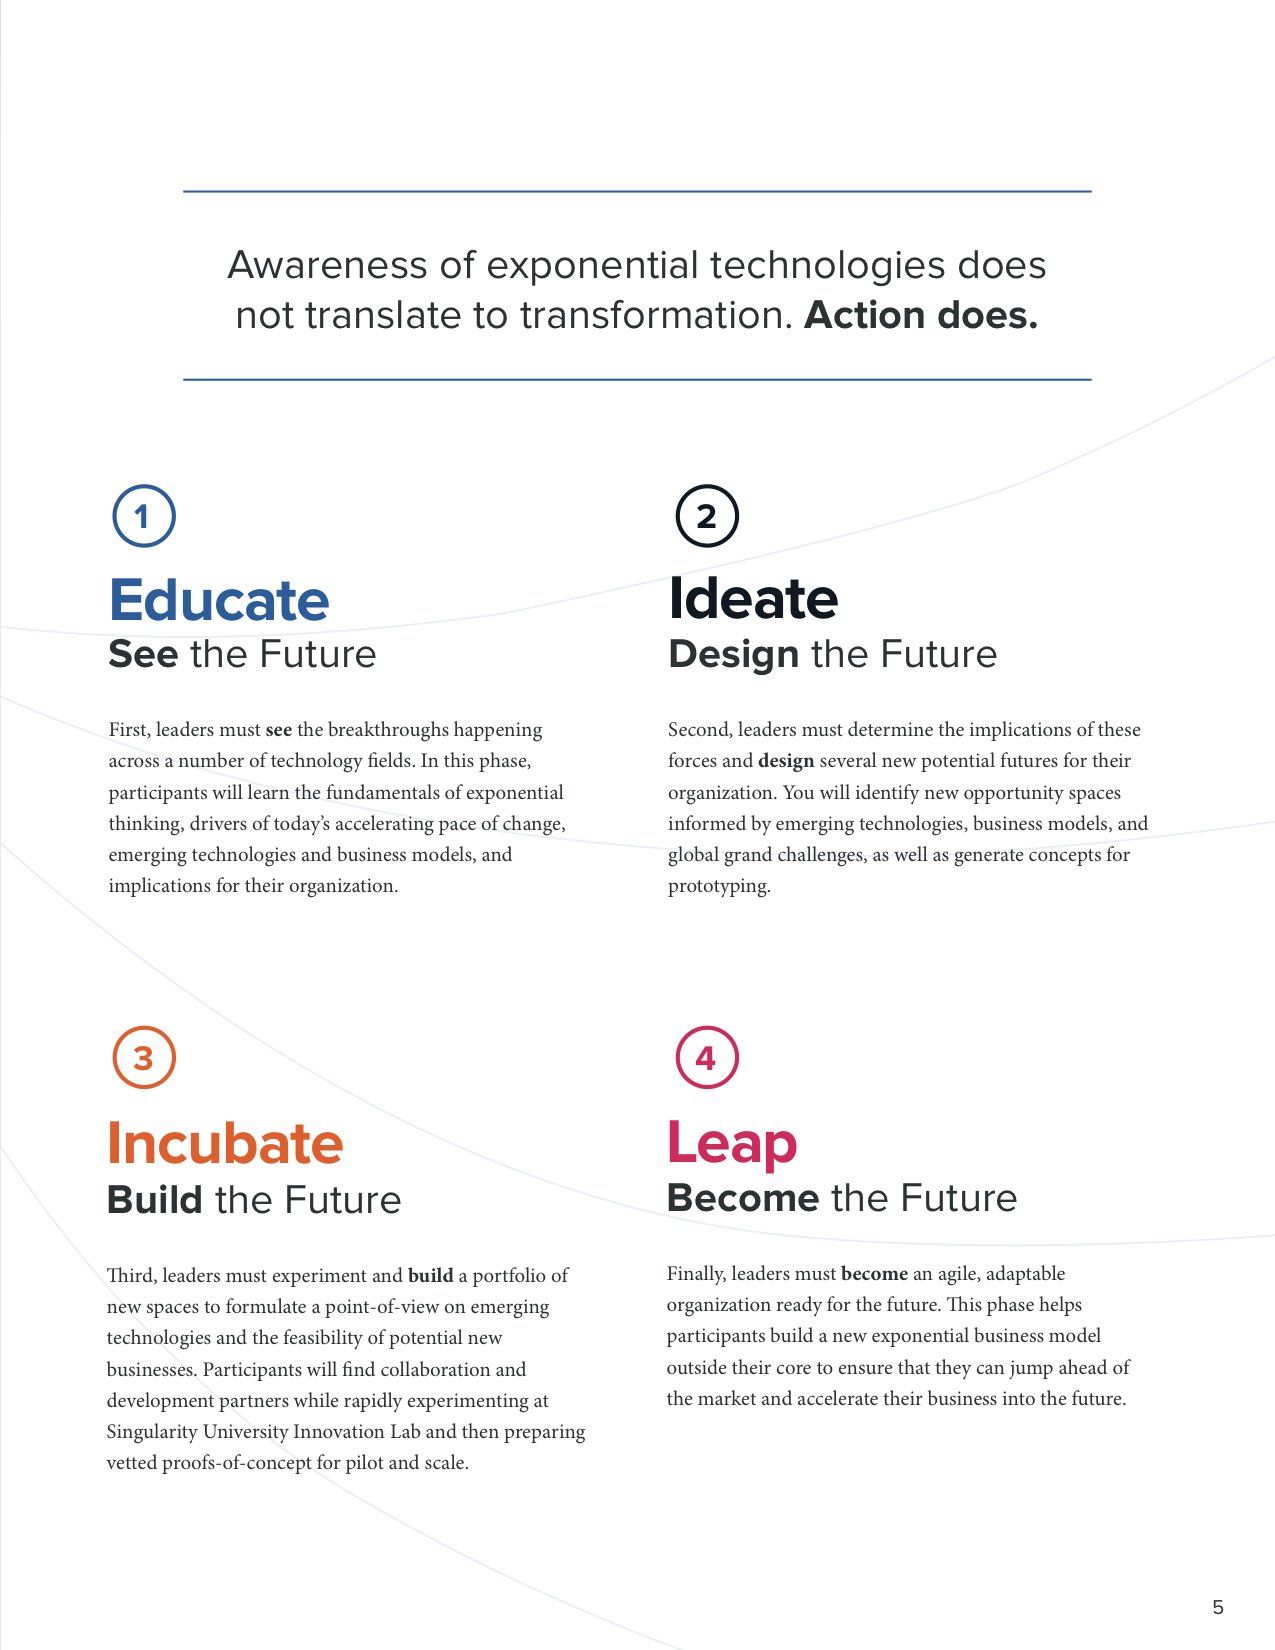 Awareness of exponential technologies does
not translate to transformation. Action does.
1
Educate
See the Future
First, leaders must see the breakthroughs happening
across a number of technology fields. In this phase,
participants will learn the fundamentals of exponential
thinking, drivers of today’s accelerating pace of change,
emerging technologies and business models, and
implications for their organization.
2
Ideate
Design the Future
Second, leaders must determine the implications of these
forces and design several new potential futures for their
organization. You will identify new opportunity spaces
informed by emerging technologies, business models, and
global grand challenges, as well as generate concepts for
prototyping.
3
Incubate
Build the Future
Third, leaders must experiment and build a portfolio of
new spaces to formulate a point-of-view on emerging
technologies and the feasibility of potential new
businesses. Participants will find collaboration and
development partners while rapidly experimenting at
Singularity University Innovation Lab and then preparing
vetted proofs-of-concept for pilot and scale.
4
Leap
Become the Future
Finally, leaders must become an agile, adaptable
organization ready for the future. This phase helps
participants build a new exponential business model
outside their core to ensure that they can jump ahead of
the market and accelerate their business into the future.
5